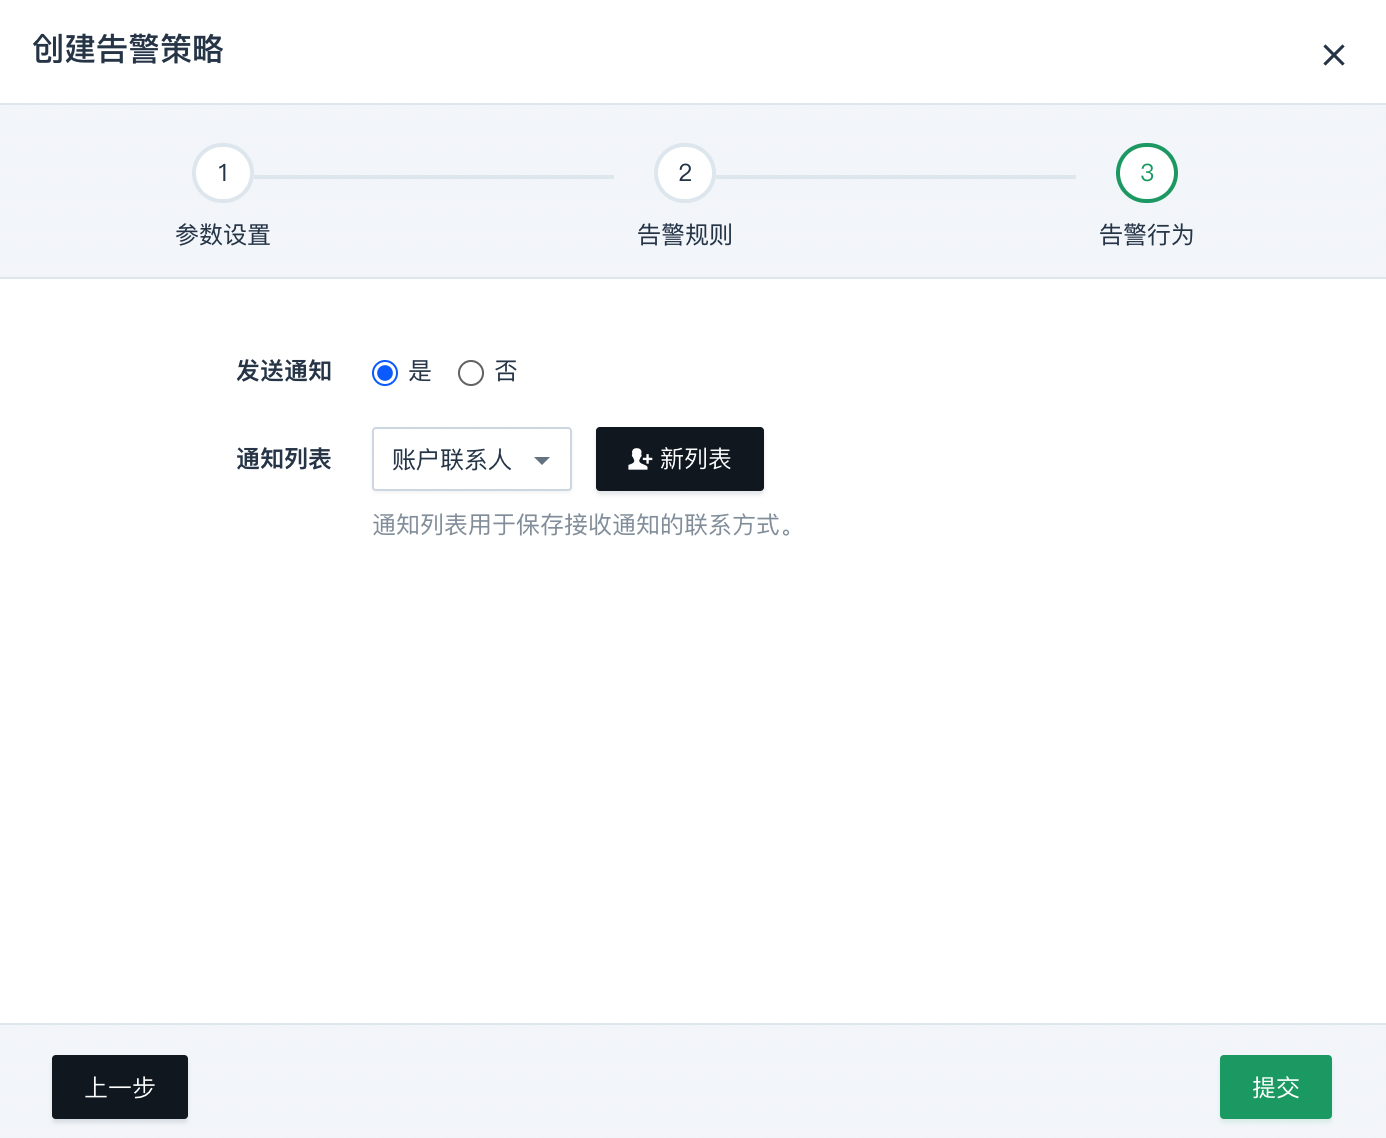 创建告警策略
1
2
3
参数设置
告警规则
告警行为
发送通知
是
否
通知列表
账户联系人
新列表
通知列表用于保存接收通知的联系方式。
上一步
提交